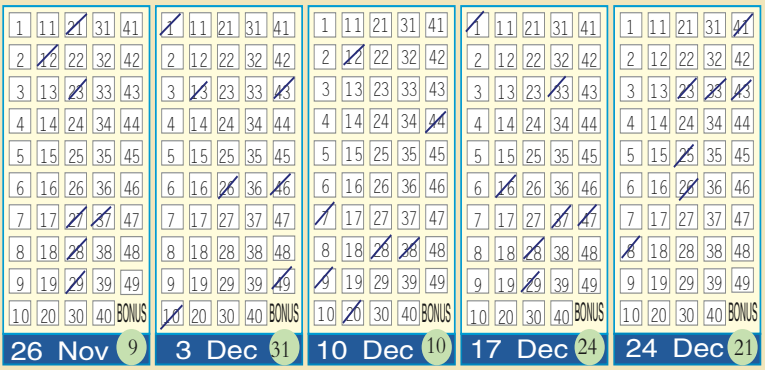 1 11 21 31 41
2 12 22 32 42
3 13 23 33 43
4 14 24 34 44
5 15 25 35 45
6 16 26 36 46
7 17 27 37 47
8 18 28 38 48
9 19 29 39 49
10 20 30 40 BONUS
26 Nov 9
1 11 21 31 41
2 12 22 32 42
3 13 23 33 43
4 14 24 34 44
5 15 25 35 45
6 16 26 36 46
7 17 27 37 47
8 18 28 38 48
9 19 29 39 49
10 20 30 40 BONUS
3 Dec 31
1 11 21 31 41
2 12 22 32 42
3 13 23 33 43
4 14 24 34 44
5 15 25 35 45
6 16 26 36 46
7 17 27 37 47
8 18 28 38 48
9 19 29 39 49
10 20 30 40 BONUS
10 Dec 10
1 11 21 31 41
2 12 22 32 42
3 13 23 33 43
4 14 24 34 44
5 15 25 35 45
6 16 26 36 46
7 17 27 37 47
8 18 28 38 48
9 19 29 39 49
10 20 30 40 BONUS
17 Dec 24
1 11 21 31 41
2 12 22 32 42
3 13 23 33 43
4 14 24 34 44
5 15 25 35 45
6 16 26 36 46
7 17 27 37 47
8 18 28 38 48
9 19 29 39 49
10 20 30 40 BONUS
24 Dec 21